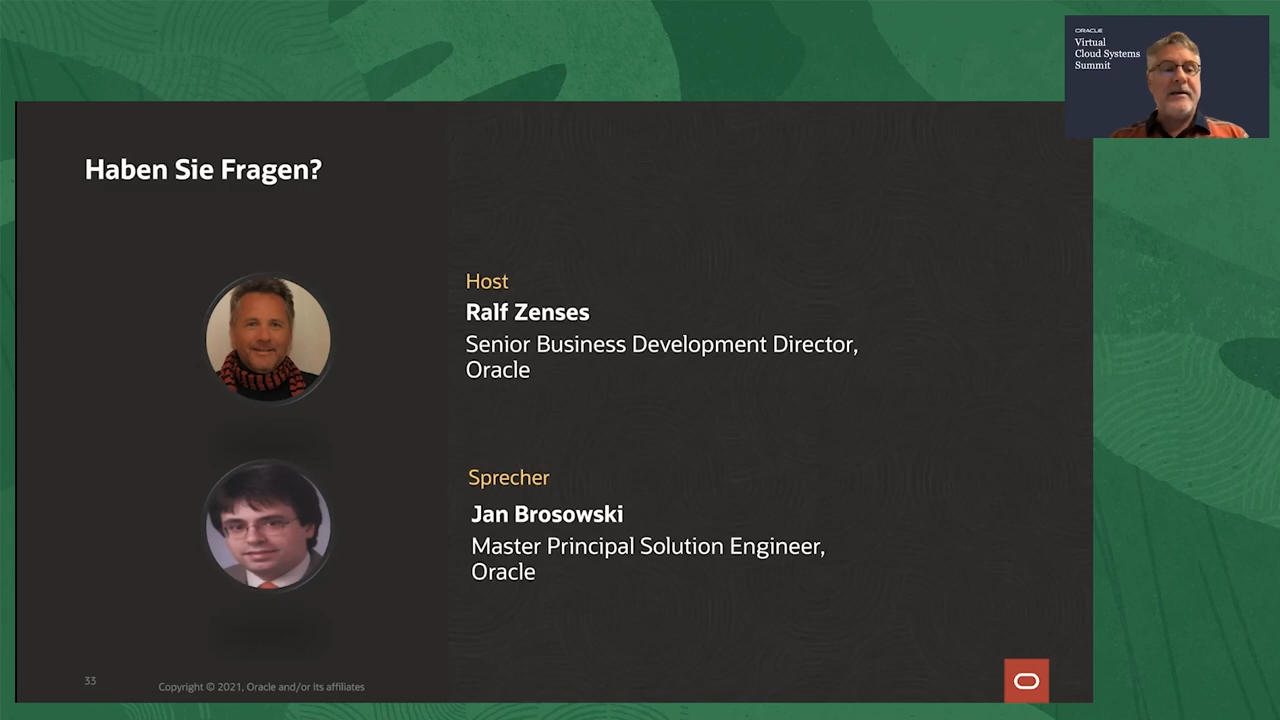 ORACLE
Virtual
Cloud Systems
Summit
Haben Sie Fragen?
Host
Ralf Zenses
Senior Business Development Director,
Oracle
Sprecher
Jan Brosowski
Master Principal Solution Engineer,
Oracle
33
Copyright © 2021, Oracle and/or its affiliates